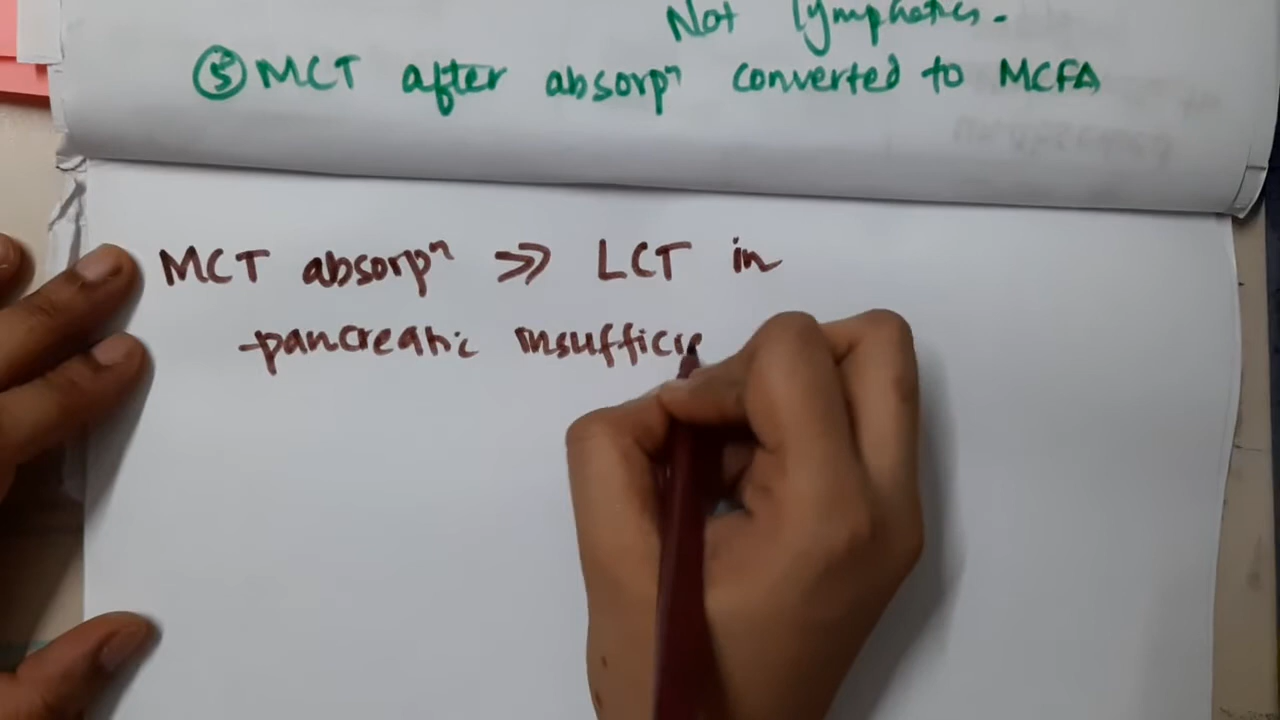 Not lymphatics.
⑤ MCT after absorpⁿ converted to MCFA
MCT absorpⁿ >> LCT in
pancreatic insufficie